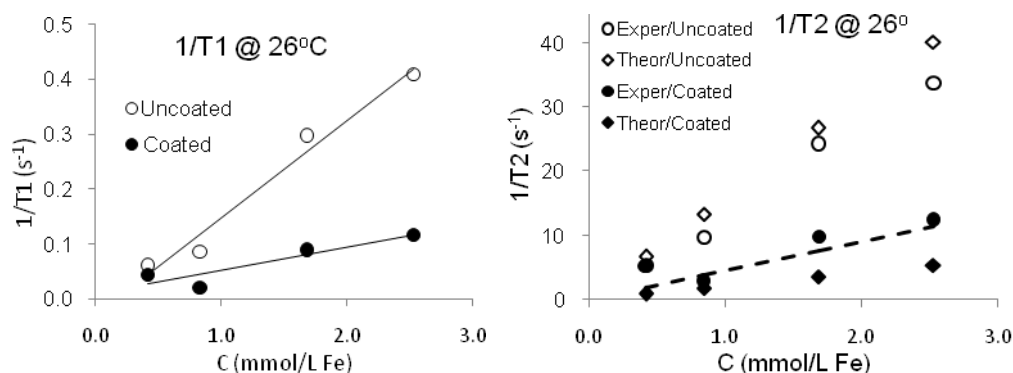 1/T1 @ 26°C
Uncoated
Coated
1/T1 (s⁻¹)
0.5
0.4
0.3
0.2
0.1
0.0
0.0 1.0 2.0 3.0
C (mmol/L Fe)
1/T2 @ 26°
Exper/Uncoated
Theor/Uncoated
Exper/Coated
Theor/Coated
1/T2 (s⁻¹)
40
30
20
10
0
0.0 1.0 2.0 3.0
C (mmol/L Fe)